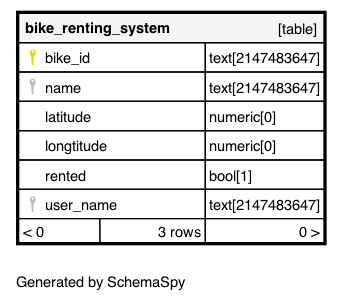 bike_renting_system [table]
bike_id text[2147483647]
name text[2147483647]
latitude numeric[0]
longtitude numeric[0]
rented bool[1]
user_name text[2147483647]
< 0 3 rows 0 >
Generated by SchemaSpy